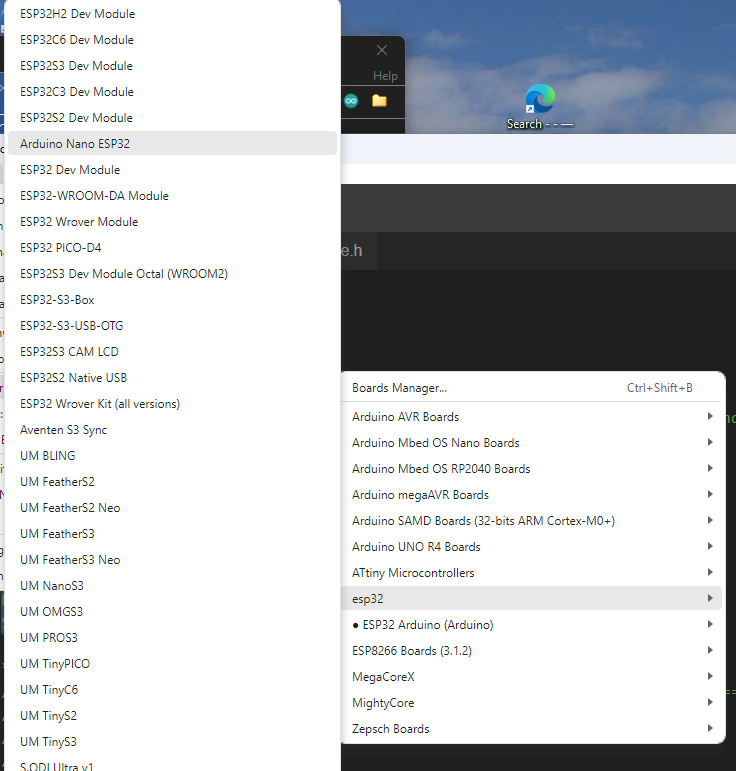 ESP32H2 Dev Module
ESP32C6 Dev Module
ESP32S3 Dev Module
ESP32C3 Dev Module
ESP32S2 Dev Module
Arduino Nano ESP32
ESP32 Dev Module
ESP32-WROOM-DA Module
ESP32 Wrover Module
ESP32 PICO-D4
ESP32S3 Dev Module Octal (WROOM2)
ESP32-S3-Box
ESP32-S3-USB-OTG
ESP32S3 CAM LCD
ESP32S2 Native USB
ESP32 Wrover Kit (all versions)
Aventen S3 Sync
UM BLING
UM FeatherS2
UM FeatherS2 Neo
UM FeatherS3
UM FeatherS3 Neo
UM NanoS3
UM OMGS3
UM PROS3
UM TinyPICO
UM TinyC6
UM TinyS2
UM TinyS3
S.ODI Ultra v1
Help
Search - - —
e.h
Boards Manager... Ctrl+Shift+B
Arduino AVR Boards
Arduino Mbed OS Nano Boards
Arduino Mbed OS RP2040 Boards
Arduino megaAVR Boards
Arduino SAMD Boards (32-bits ARM Cortex-M0+)
Arduino UNO R4 Boards
ATtiny Microcontrollers
esp32
● ESP32 Arduino (Arduino)
ESP8266 Boards (3.1.2)
MegaCoreX
MightyCore
Zepsch Boards